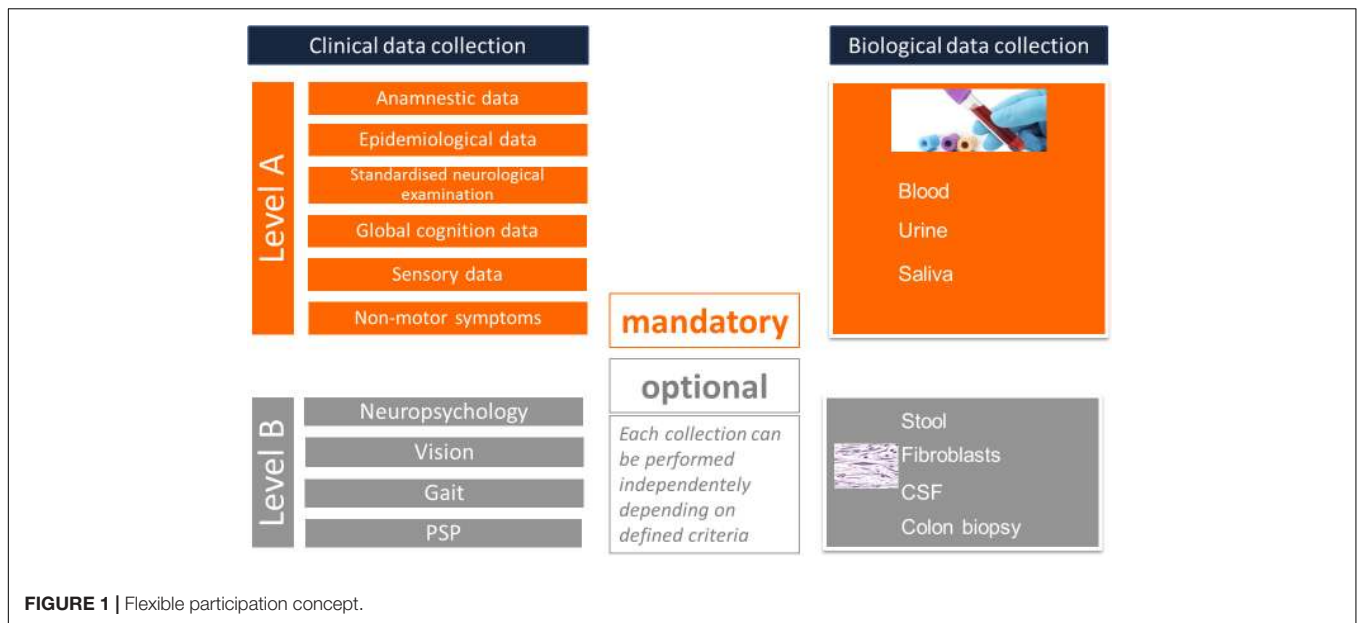 Clinical data collection
Biological data collection
Level A
Anamnestic data
Epidemiological data
Standardised neurological
examination
Global cognition data
Sensory data
Non-motor symptoms
Blood
Urine
Saliva
mandatory
optional
Each collection can
be performed
independentely
depending on
defined criteria
Level B
Neuropsychology
Vision
Gait
PSP
Stool
Fibroblasts
CSF
Colon biopsy
FIGURE 1 | Flexible participation concept.